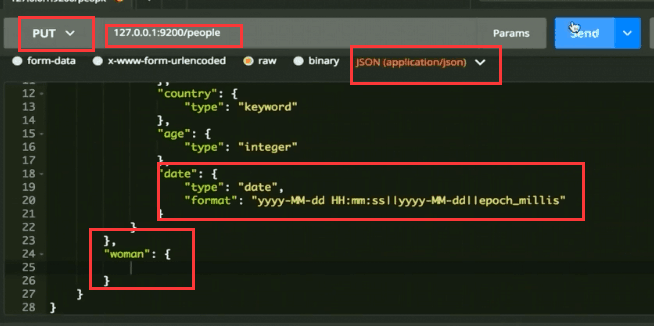 PUT 127.0.0.1:9200/people Params Send
form-data x-www-form-urlencoded raw binary JSON (application/json)
12 "country": {
13 "type": "keyword"
14 },
15 "age": {
16 "type": "integer"
17 },
18 "date": {
19 "type": "date",
20 "format": "yyyy-MM-dd HH:mm:ss||yyyy-MM-dd||epoch_millis"
21 }
22 }
23 },
24 "woman": {
25
26 }
27 }
28 }